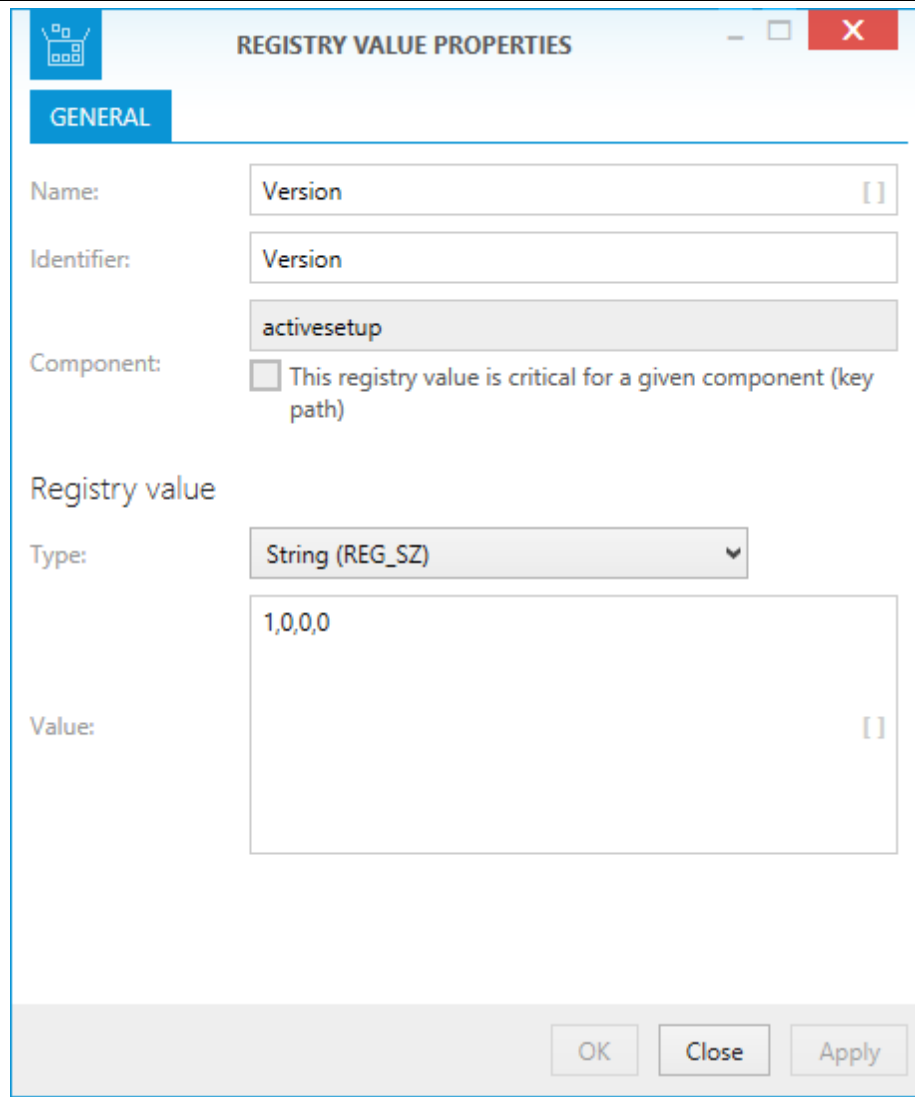 REGISTRY VALUE PROPERTIES
GENERAL
Name:
Version
[ ]
Identifier:
Version
Component:
activesetup
This registry value is critical for a given component (key
path)
Registry value
Type:
String (REG_SZ)
Value:
1,0,0,0
[ ]
OK
Close
Apply